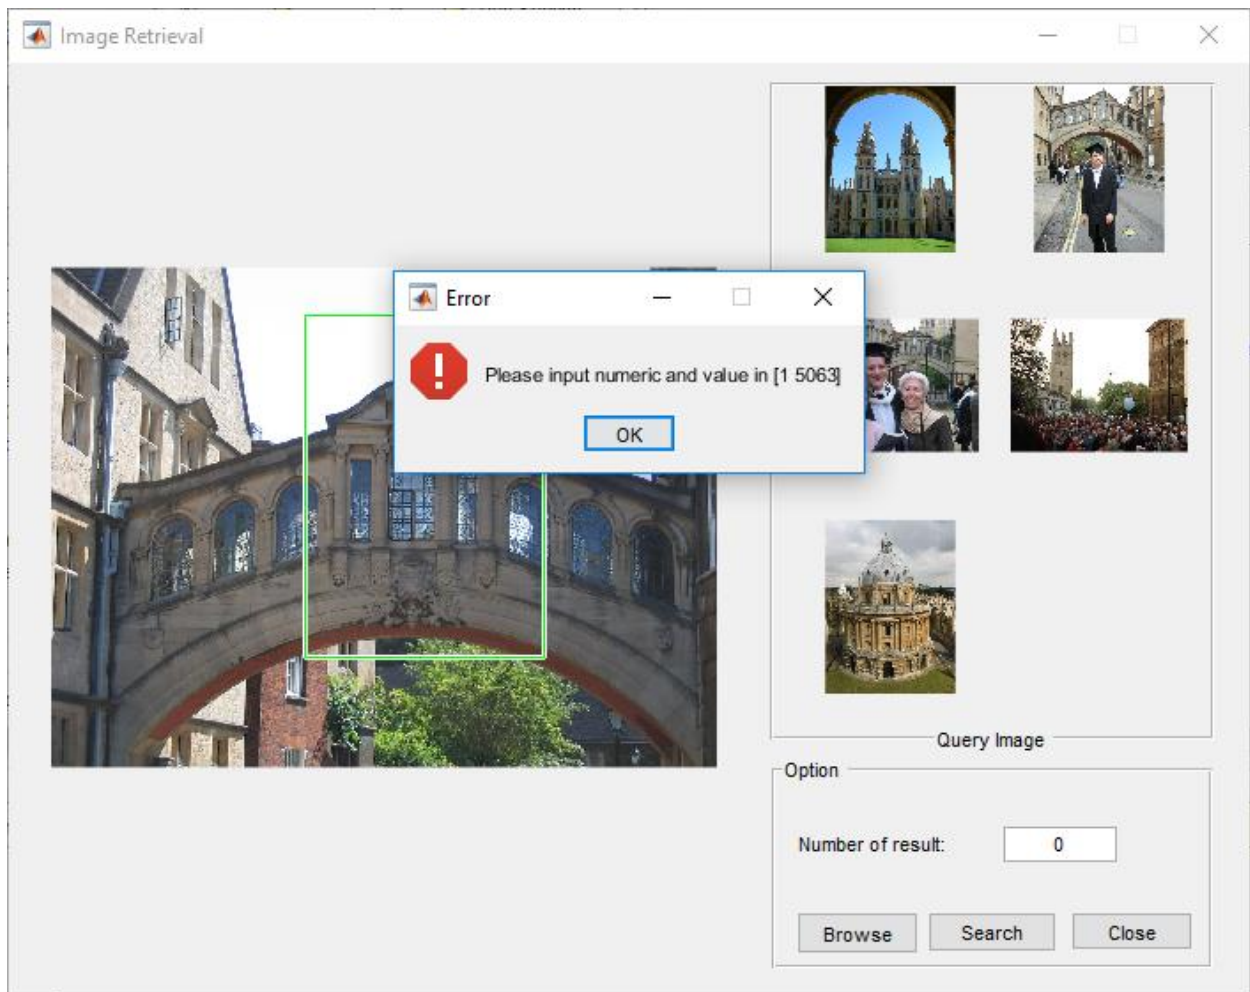 Image Retrieval
Error
Please input numeric and value in [1 5063]
OK
Query Image
Option
Number of result:
0
Browse
Search
Close